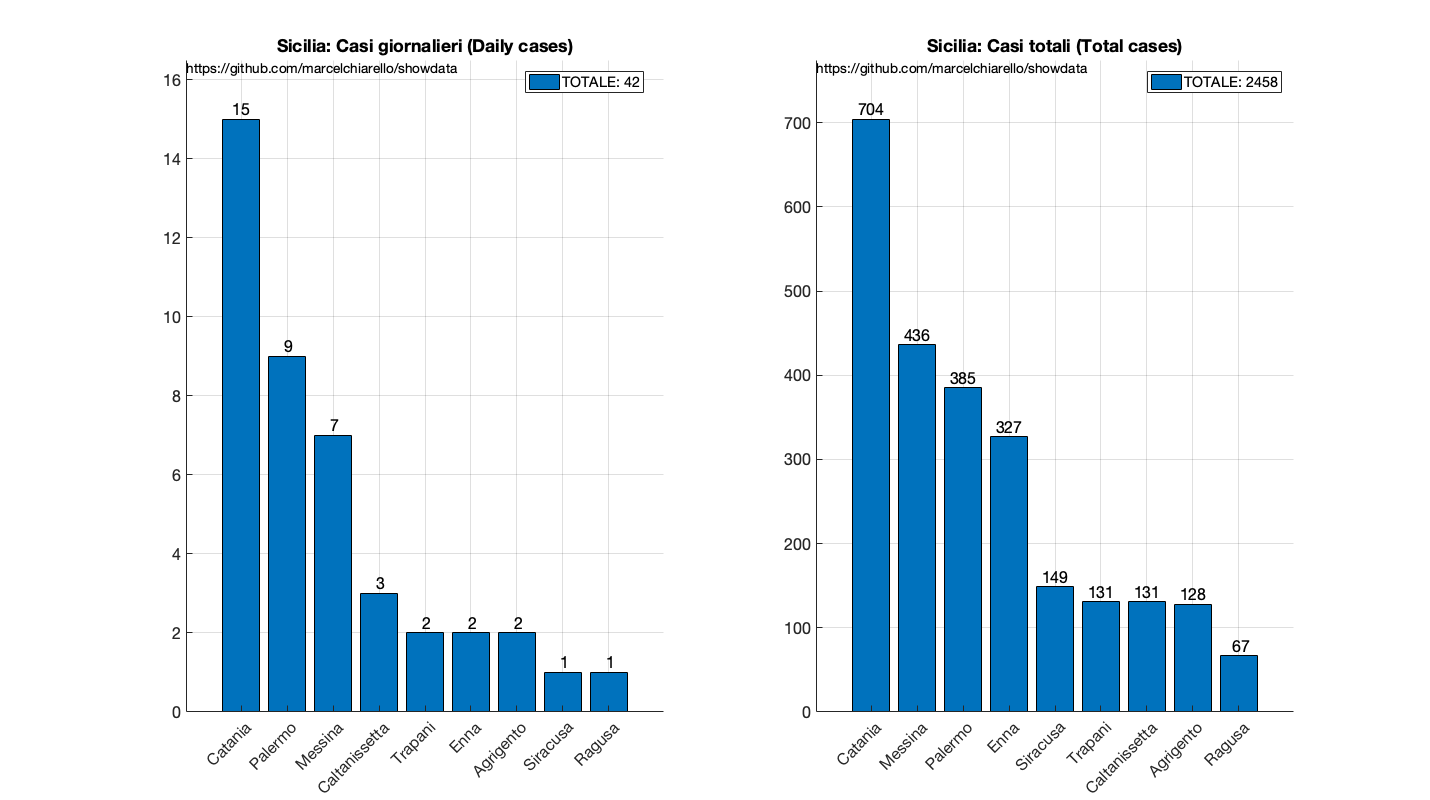 Sicilia: Casi giornalieri (Daily cases)
https://github.com/marcelchiarello/showdata
TOTALE: 42
16
14
12
10
8
6
4
2
0
15
9
7
3
2
2
2
1
1
Catania
Palermo
Messina
Caltanissetta
Trapani
Enna
Agrigento
Siracusa
Ragusa
Sicilia: Casi totali (Total cases)
https://github.com/marcelchiarello/showdata
TOTALE: 2458
700
600
500
400
300
200
100
0
704
436
385
327
149
131
131
128
67
Catania
Messina
Palermo
Enna
Siracusa
Trapani
Caltanissetta
Agrigento
Ragusa